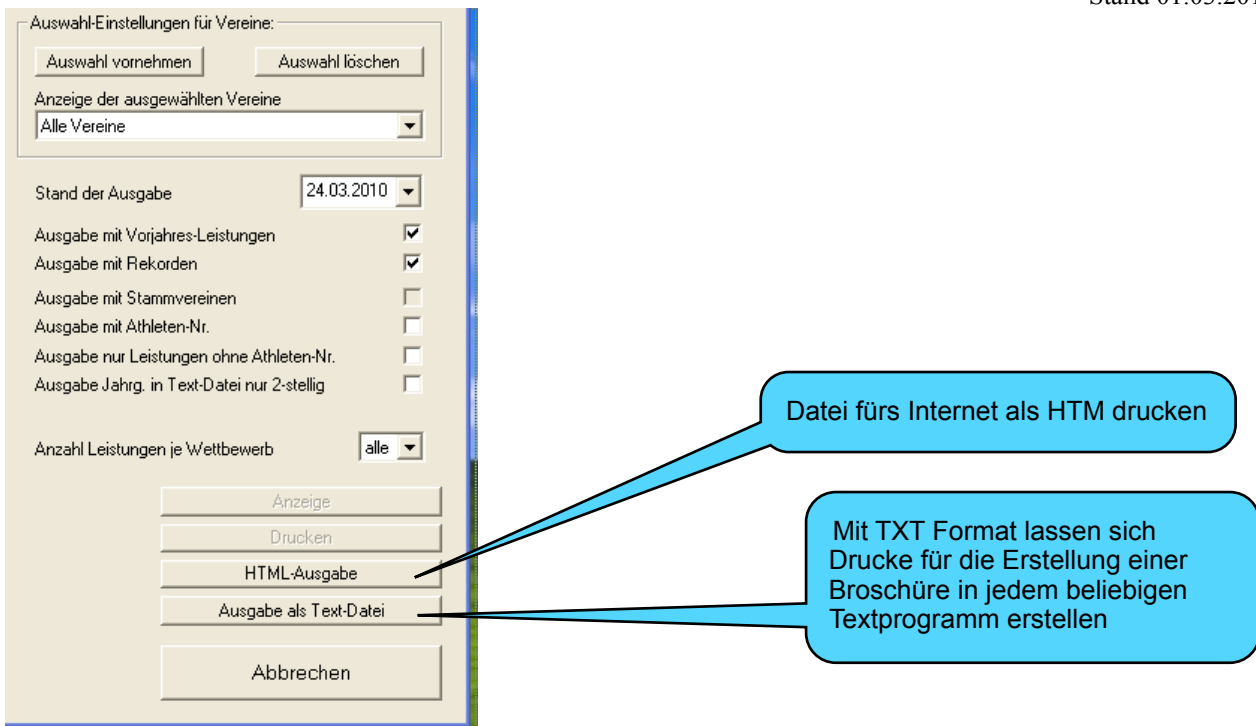 Stand 01.03.201
Auswahl-Einstellungen für Vereine:
Auswahl vornehmen Auswahl löschen
Anzeige der ausgewählten Vereine
Alle Vereine
Stand der Ausgabe 24.03.2010
Ausgabe mit Vorjahres-Leistungen
Ausgabe mit Rekorden
Ausgabe mit Stammvereinen
Ausgabe mit Athleten-Nr.
Ausgabe nur Leistungen ohne Athleten-Nr.
Ausgabe Jahrg. in Text-Datei nur 2-stellig
Anzahl Leistungen je Wettbewerb alle
Anzeige
Drucken
HTML-Ausgabe
Ausgabe als Text-Datei
Abbrechen
Datei fürs Internet als HTM drucken
Mit TXT Format lassen sich
Drucke für die Erstellung einer
Broschüre in jedem beliebigen
Textprogramm erstellen